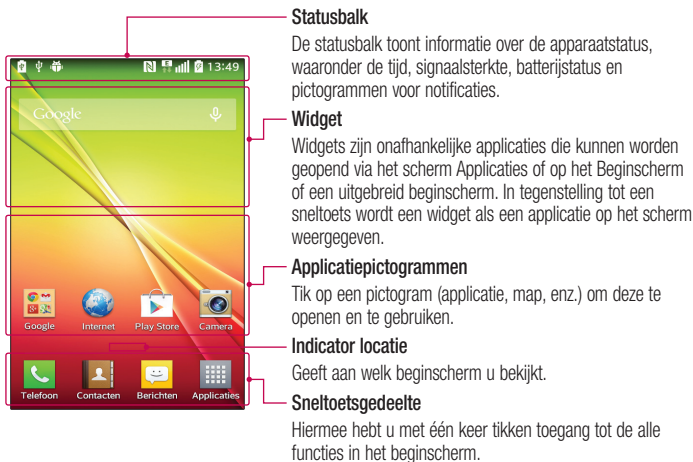 13:49
Google
Google
Internet
Play Store
Camera
Telefoon
Contacten
Berichten
Applicaties
Statusbalk
De statusbalk toont informatie over de apparaatstatus,
waaronder de tijd, signaalsterkte, batterijstatus en
pictogrammen voor notificaties.
Widget
Widgets zijn onafhankelijke applicaties die kunnen worden
geopend via het scherm Applicaties of op het Beginscherm
of een uitgebreid beginscherm. In tegenstelling tot een
sneltoets wordt een widget als een applicatie op het scherm
weergegeven.
Applicatiepictogrammen
Tik op een pictogram (applicatie, map, enz.) om deze te
openen en te gebruiken.
Indicator locatie
Geeft aan welk beginscherm u bekijkt.
Sneltoetsgedeelte
Hiermee hebt u met één keer tikken toegang tot de alle
functies in het beginscherm.